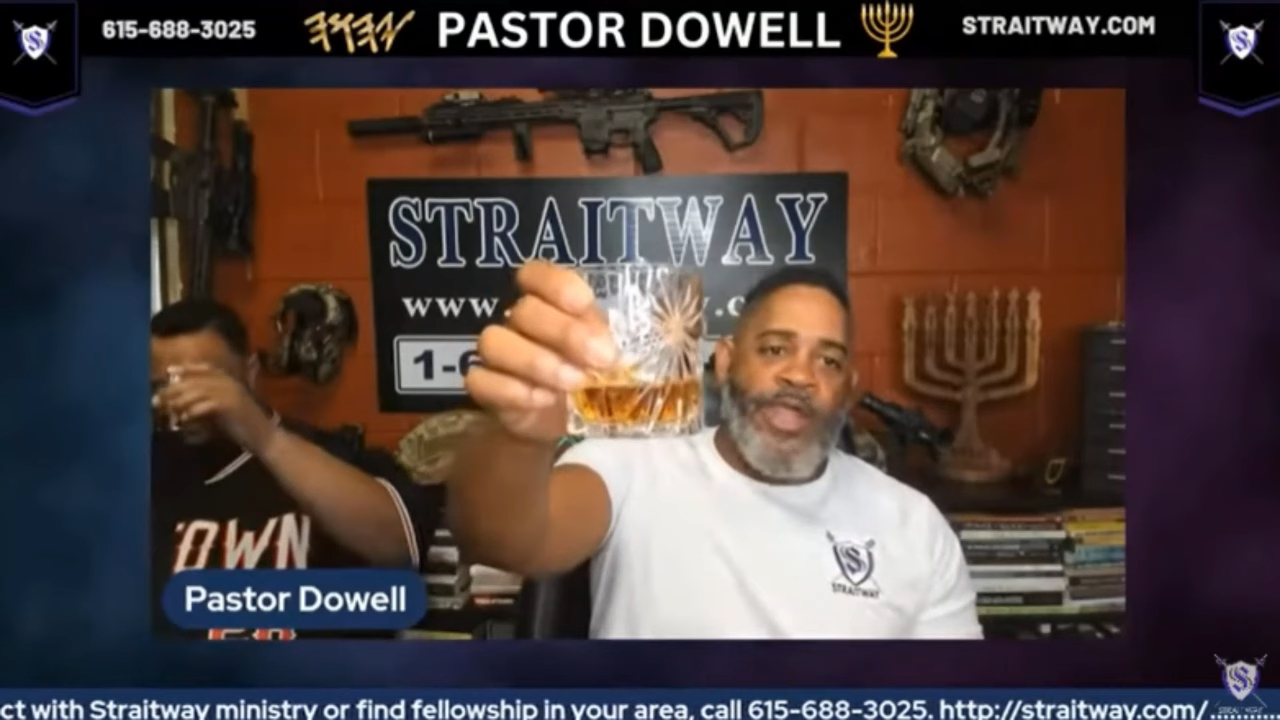 615-688-3025
𐤉𐤄𐤅𐤄
PASTOR DOWELL
STRAITWAY.COM
STRAITWAY
www.
.c
1-6
OWN
STRAITWAY
Pastor Dowell
ct with Straitway ministry or find fellowship in your area, call 615-688-3025. http://straitway.com/